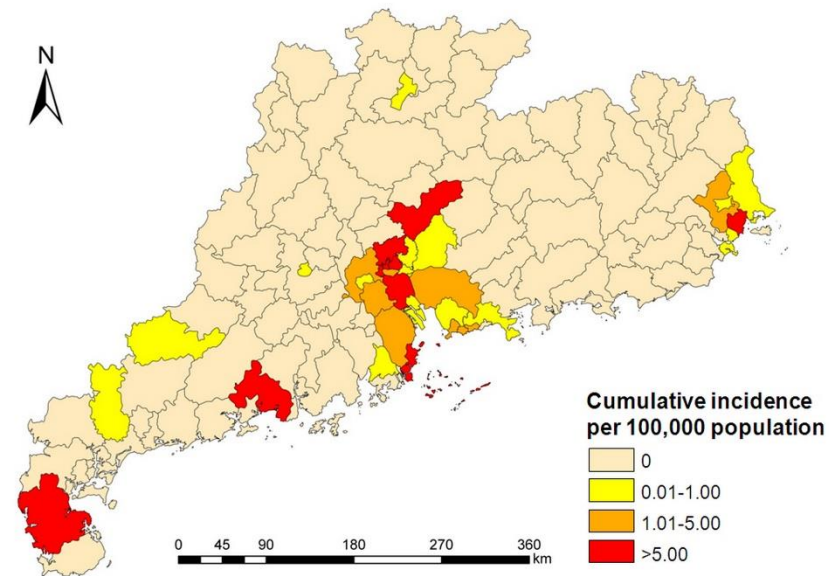 N
Cumulative incidence
per 100,000 population
0
0.01-1.00
1.01-5.00
>5.00
0 45 90 180 270 360
km